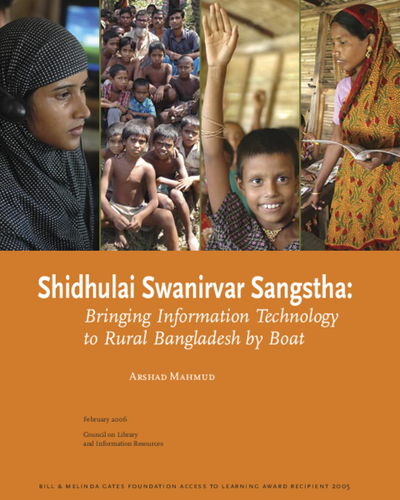 Shidhulai Swanirvar Sangstha:
Bringing Information Technology
to Rural Bangladesh by Boat
Arshad Mahmud
February 2006
Council on Library
and Information Resources
BILL & MELINDA GATES FOUNDATION ACCESS TO LEARNING AWARD RECIPIENT 2005